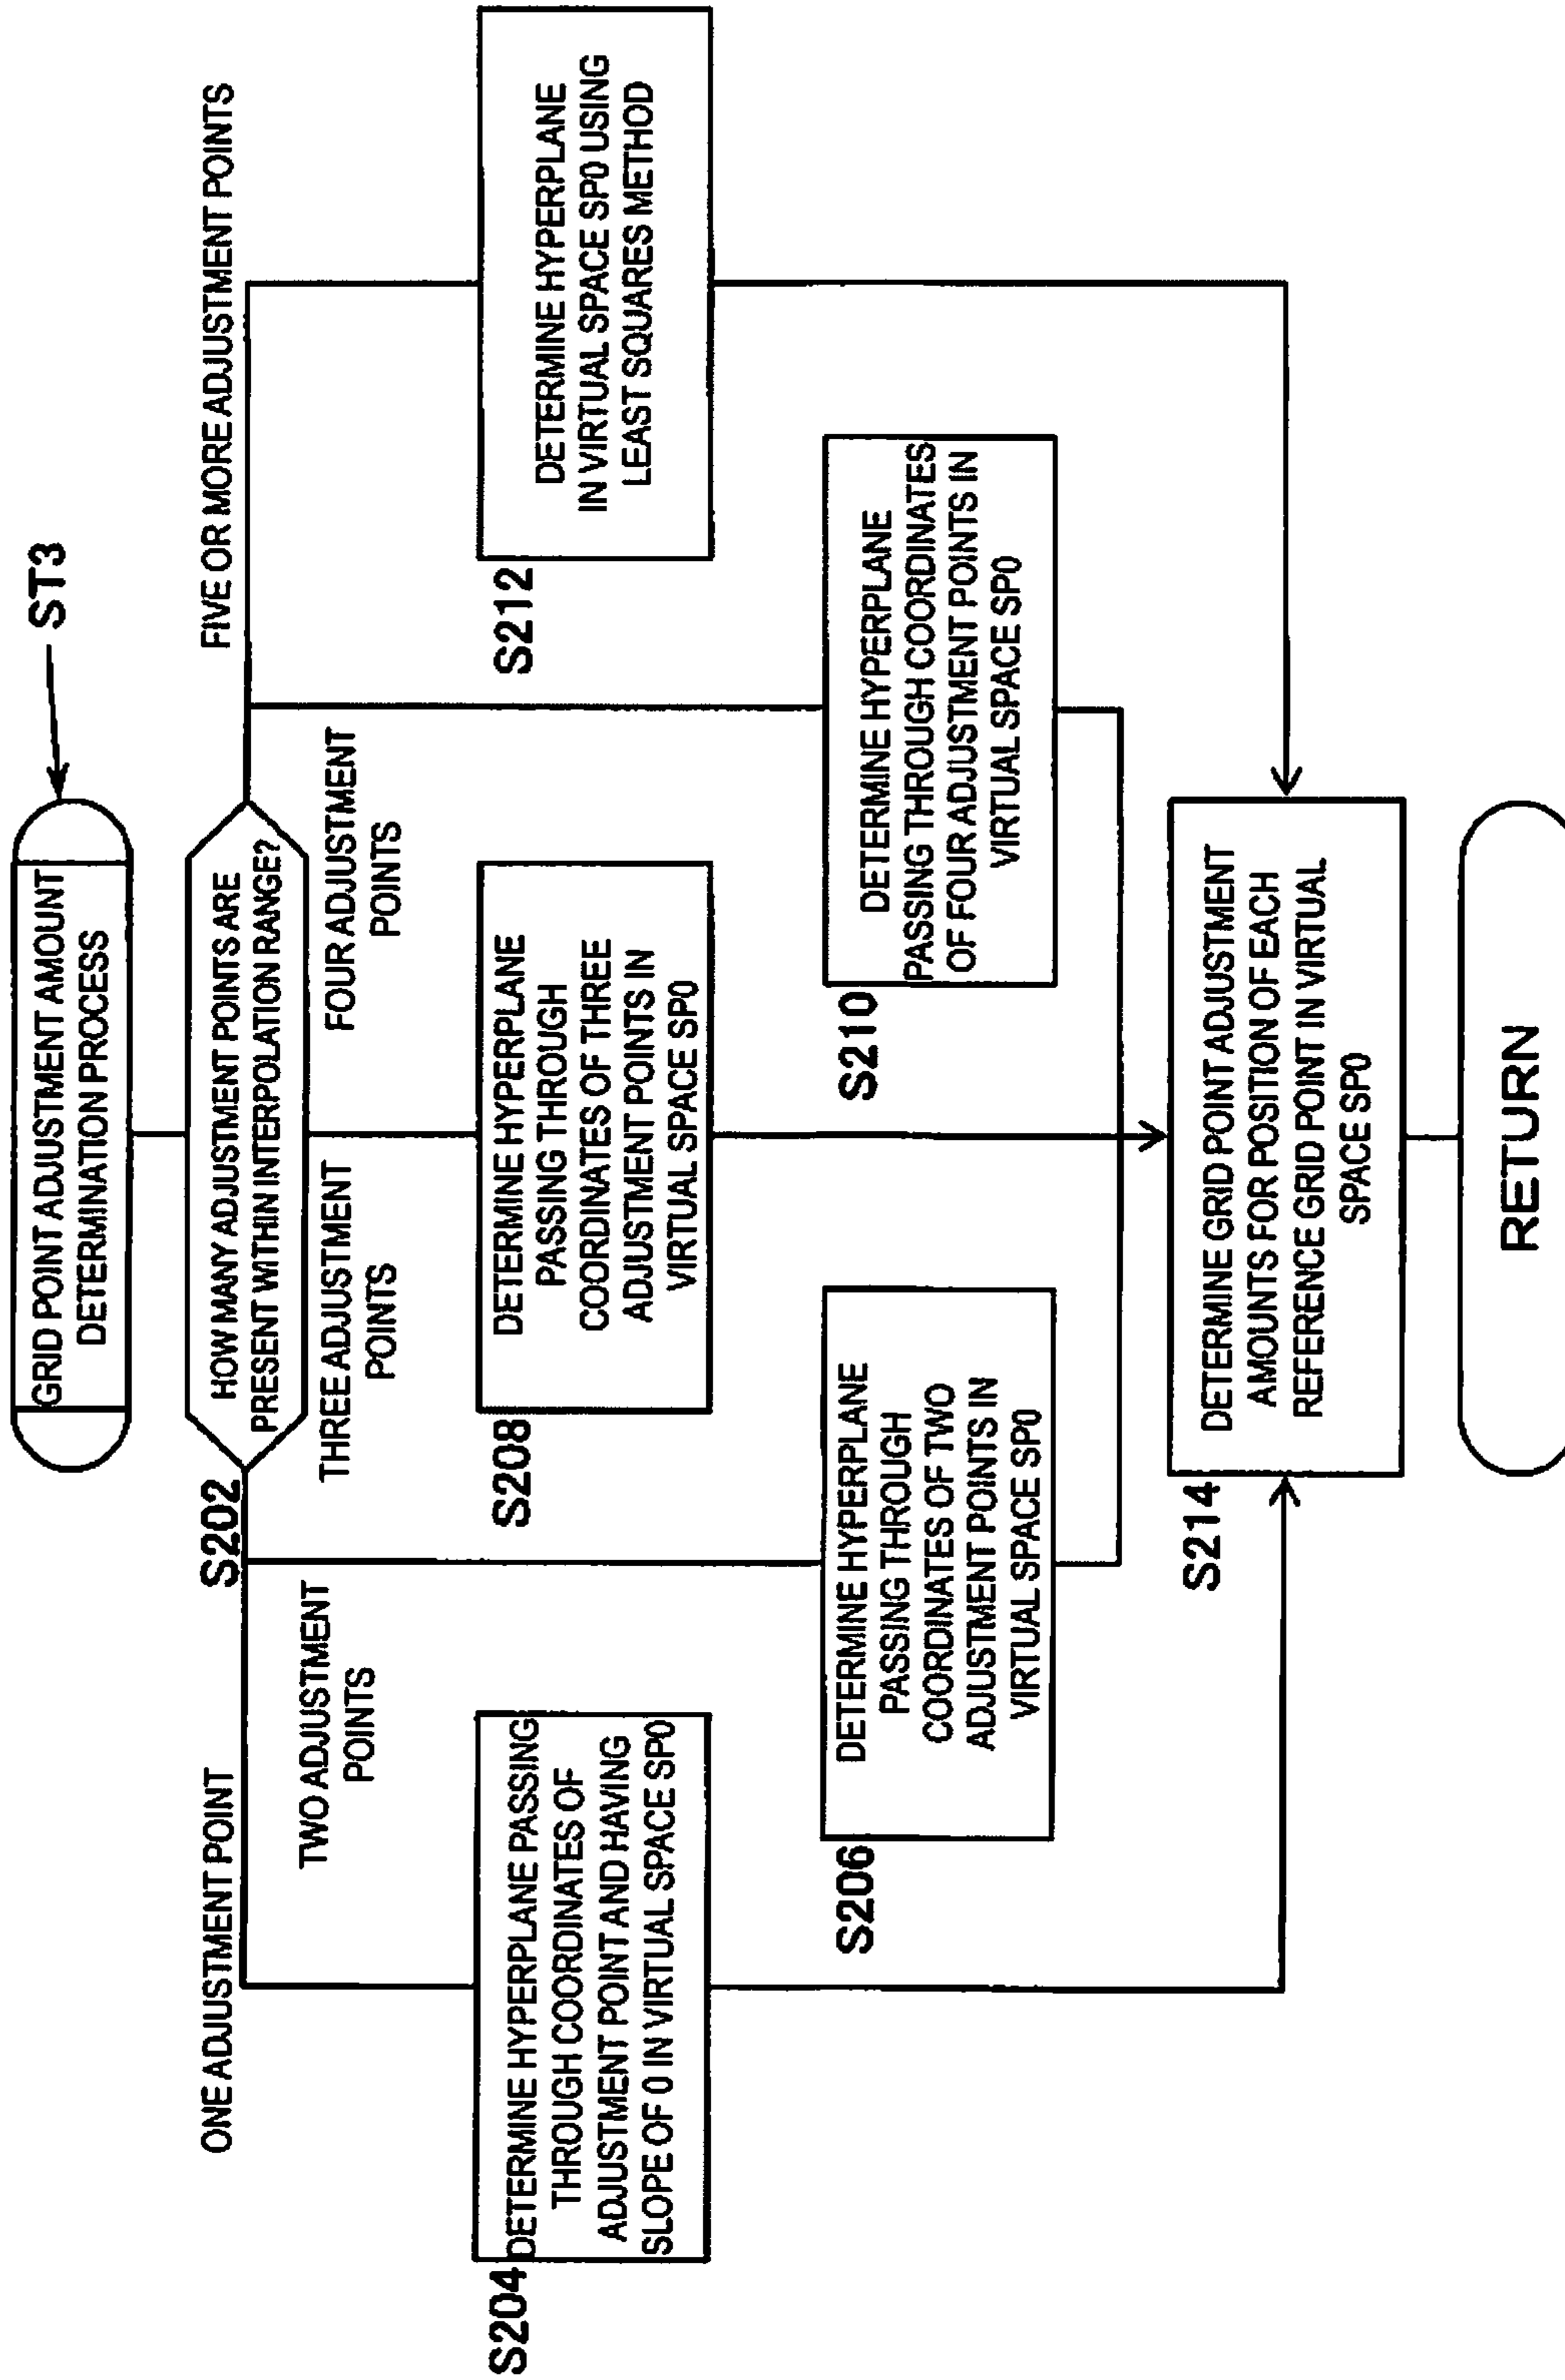 ST3
GRID POINT ADJUSTMENT AMOUNT
DETERMINATION PROCESS
S202
HOW MANY ADJUSTMENT POINTS ARE
PRESENT WITHIN INTERPOLATION RANGE?
ONE ADJUSTMENT POINT
TWO ADJUSTMENT
POINTS
THREE ADJUSTMENT
POINTS
FOUR ADJUSTMENT
POINTS
FIVE OR MORE ADJUSTMENT POINTS
S204
DETERMINE HYPERPLANE PASSING
THROUGH COORDINATES OF
ADJUSTMENT POINT AND HAVING
SLOPE OF 0 IN VIRTUAL SPACE SP0
S208
DETERMINE HYPERPLANE
PASSING THROUGH
COORDINATES OF THREE
ADJUSTMENT POINTS IN
VIRTUAL SPACE SP0
S212
DETERMINE HYPERPLANE
IN VIRTUAL SPACE SP0 USING
LEAST SQUARES METHOD
S206
DETERMINE HYPERPLANE
PASSING THROUGH
COORDINATES OF TWO
ADJUSTMENT POINTS IN
VIRTUAL SPACE SP0
S210
DETERMINE HYPERPLANE
PASSING THROUGH COORDINATES
OF FOUR ADJUSTMENT POINTS IN
VIRTUAL SPACE SP0
S214
DETERMINE GRID POINT ADJUSTMENT
AMOUNTS FOR POSITION OF EACH
REFERENCE GRID POINT IN VIRTUAL
SPACE SP0
RETURN